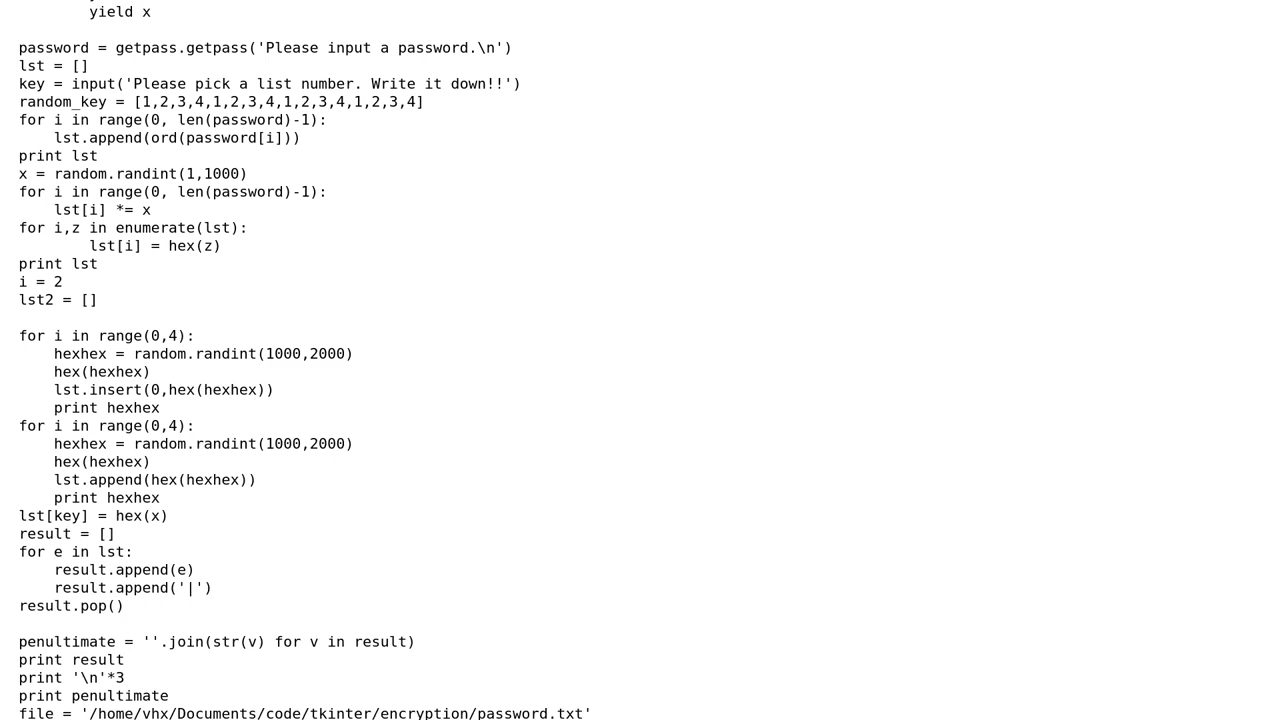 yield x
password = getpass.getpass('Please input a password.\n')
lst = []
key = input('Please pick a list number. Write it down!!')
random_key = [1,2,3,4,1,2,3,4,1,2,3,4,1,2,3,4]
for i in range(0, len(password)-1):
    lst.append(ord(password[i]))
print lst
x = random.randint(1,1000)
for i in range(0, len(password)-1):
    lst[i] *= x
for i,z in enumerate(lst):
        lst[i] = hex(z)
print lst
i = 2
lst2 = []
for i in range(0,4):
    hexhex = random.randint(1000,2000)
    hex(hexhex)
    lst.insert(0,hex(hexhex))
    print hexhex
for i in range(0,4):
    hexhex = random.randint(1000,2000)
    hex(hexhex)
    lst.append(hex(hexhex))
    print hexhex
lst[key] = hex(x)
result = []
for e in lst:
    result.append(e)
    result.append('|')
result.pop()
penultimate = ''.join(str(v) for v in result)
print result
print '\n'*3
print penultimate
file = '/home/vhx/Documents/code/tkinter/encryption/password.txt'